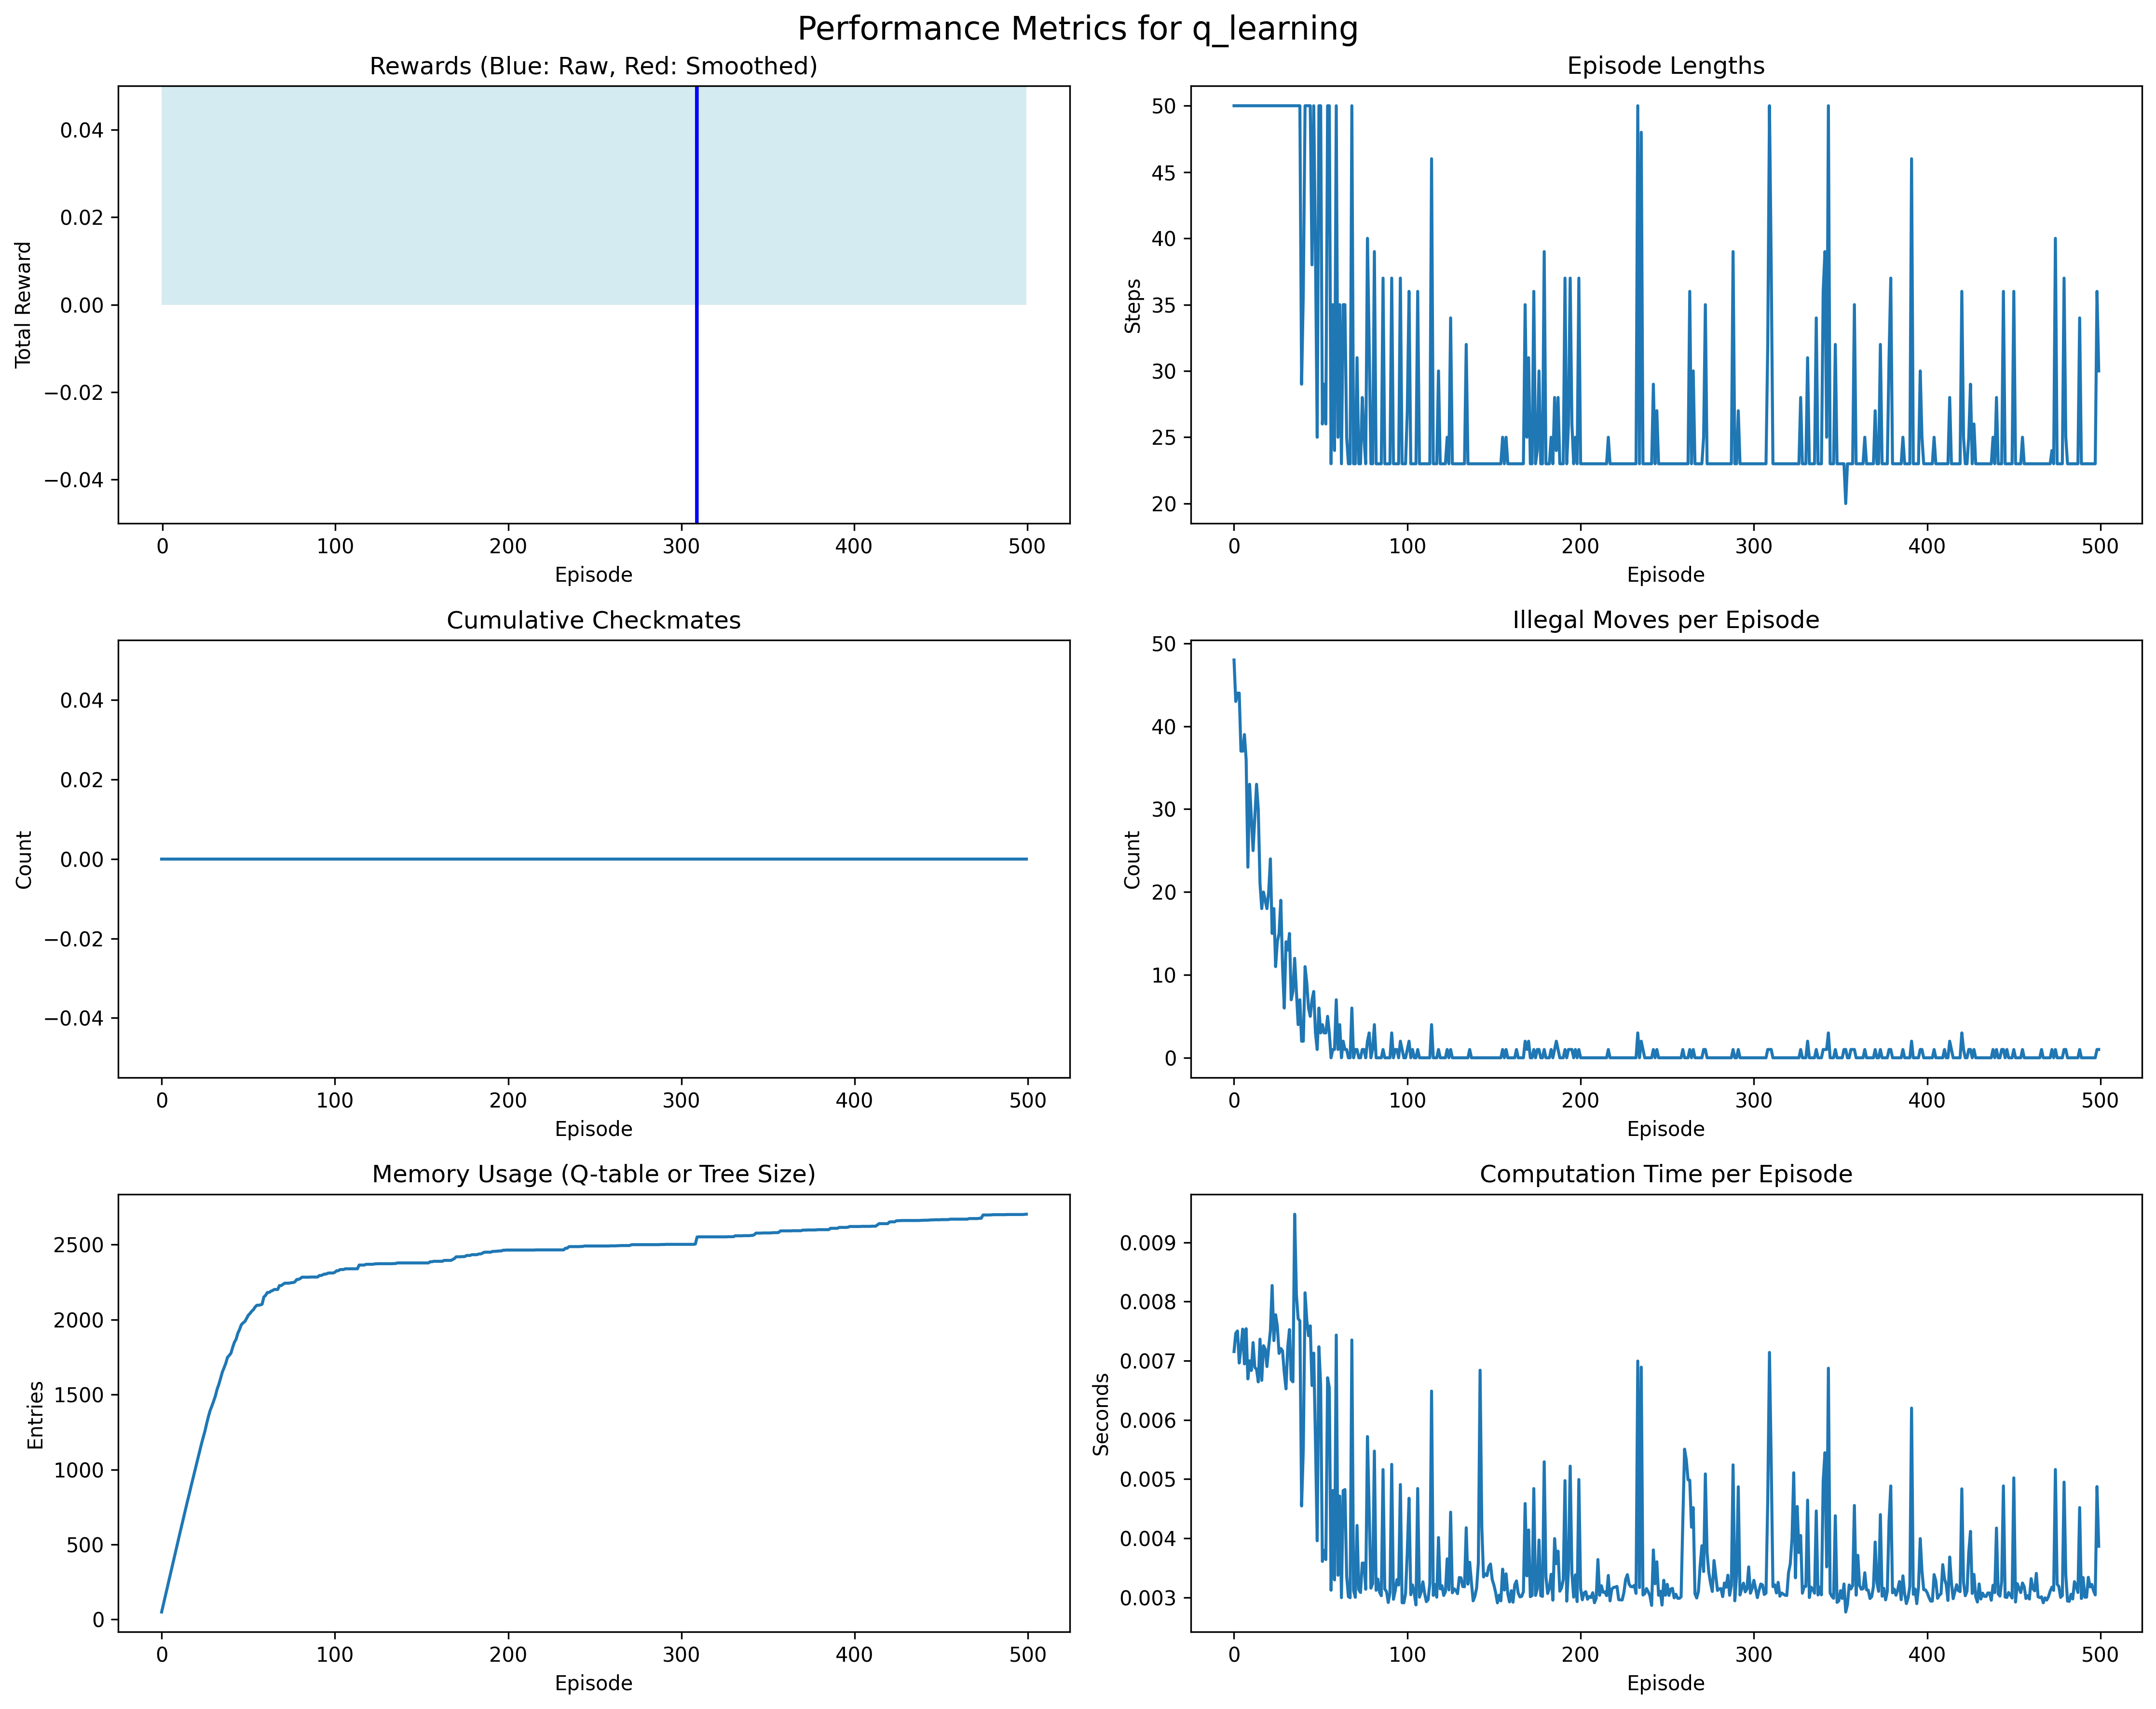 Performance Metrics for q_learning
Rewards (Blue: Raw, Red: Smoothed)
0.04
0.02
0.00
−0.02
−0.04
Total Reward
0 100 200 300 400 500
Episode
Episode Lengths
50
45
40
35
30
25
20
Steps
0 100 200 300 400 500
Episode
Cumulative Checkmates
0.04
0.02
0.00
−0.02
−0.04
Count
0 100 200 300 400 500
Episode
Illegal Moves per Episode
50
40
30
20
10
0
Count
0 100 200 300 400 500
Episode
Memory Usage (Q-table or Tree Size)
2500
2000
1500
1000
500
0
Entries
0 100 200 300 400 500
Episode
Computation Time per Episode
0.009
0.008
0.007
0.006
0.005
0.004
0.003
Seconds
0 100 200 300 400 500
Episode